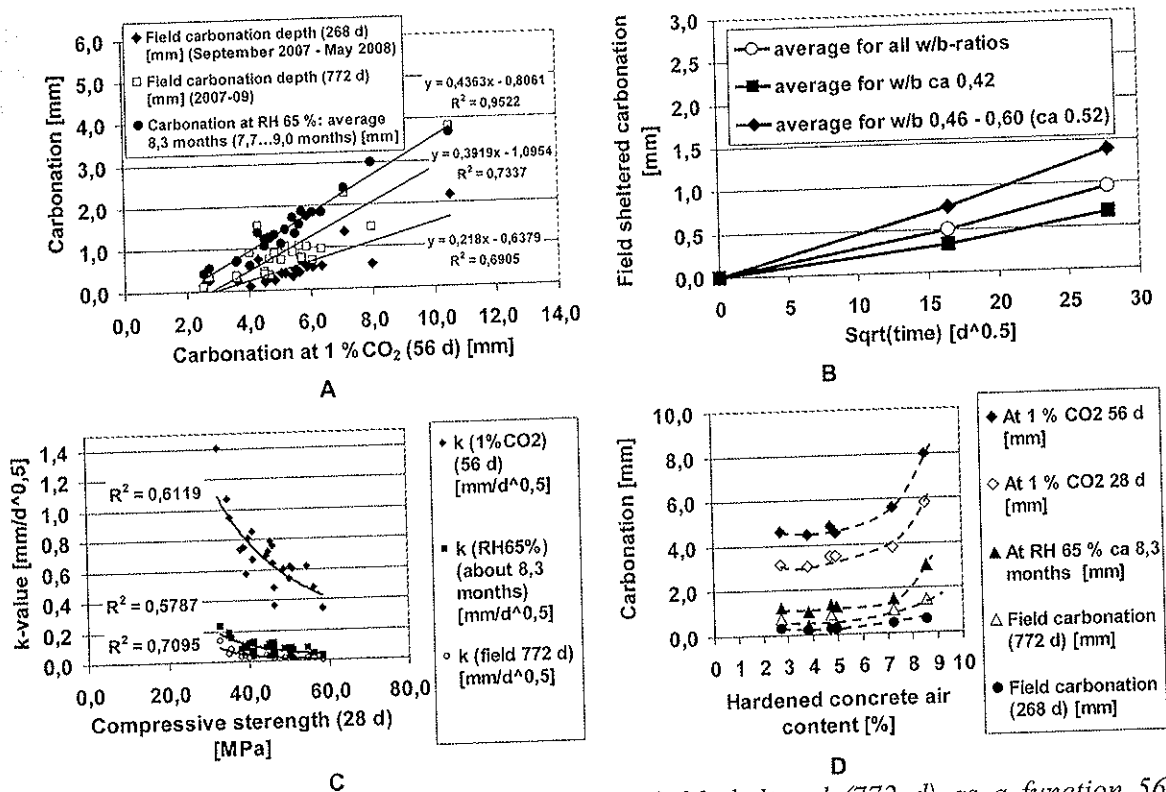 Field carbonation depth (268 d)
[mm] (September 2007 - May 2008)
Field carbonation depth (772 d)
[mm] (2007-09)
Carbonation at RH 65 %: average
8,3 months (7,7...9,0 months) [mm]
6,0
5,0
4,0
3,0
2,0
1,0
0,0
Carbonation [mm]
y = 0,4363x - 0,8061
R² = 0,9522
y = 0,3919x - 1,0954
R² = 0,7337
y = 0,218x - 0,6379
R² = 0,6905
0,0 2,0 4,0 6,0 8,0 10,0 12,0 14,0
Carbonation at 1 % CO₂ (56 d) [mm]
A
Field sheltered carbonation
[mm]
3,0
2,5
2,0
1,5
1,0
0,5
0,0
average for all w/b-ratios
average for w/b ca 0,42
average for w/b 0,46 - 0,60 (ca 0.52)
0 5 10 15 20 25 30
Sqrt(time) [d^0.5]
B
k-value [mm/d^0,5]
1,4
1,2
1,0
0,8
0,6
0,4
0,2
0,0
R² = 0,6119
R² = 0,5787
R² = 0,7095
0,0 20,0 40,0 60,0 80,0
Compressive sterength (28 d)
[MPa]
k (1%CO2)
(56 d)
[mm/d^0,5]
k (RH65%)
(about 8,3
months)
[mm/d^0,5]
k (field 772 d)
[mm/d^0,5]
C
Carbonation [mm]
10,0
8,0
6,0
4,0
2,0
0,0
0 1 2 3 4 5 6 7 8 9 10
Hardened concrete air
content [%]
At 1 % CO2 56 d
[mm]
At 1 % CO2 28 d
[mm]
At RH 65 % ca 8,3
months [mm]
Field carbonation
(772 d) [mm]
Field carbonation
(268 d) [mm]
D
(772 d) as a function 56